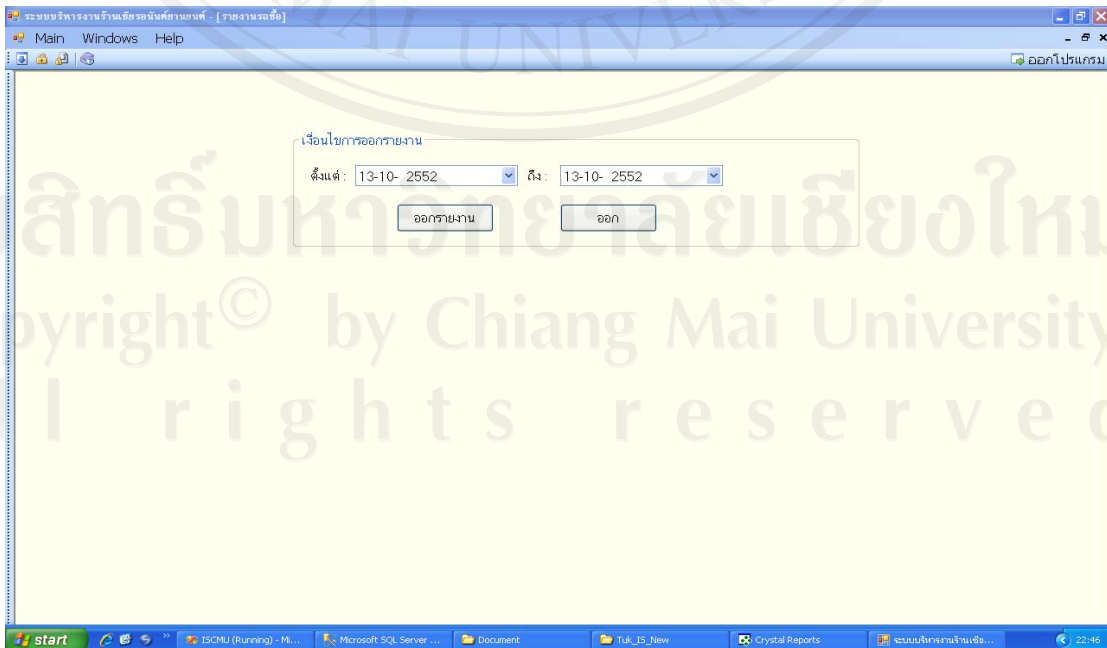 ระบบบริหารงานร้านเชียรอนันต์ยานยนต์ - [รายงานรอซื้อ]
Main Windows Help
ออกโปรแกรม
เงื่อนไขการออกรายงาน
ตั้งแต่ : 13-10- 2552 ถึง : 13-10- 2552
ออกรายงาน ออก
MAI UNIVER
สิทธิ์มหาวิทยาลัยเชียงใหม
pyright© by Chiang Mai University
l rights reserved
start ISCMU (Running) - Mi... Microsoft SQL Server ... Document Tuk_IS_New Crystal Reports ระบบบริหารงานร้านเชีย... 22:46